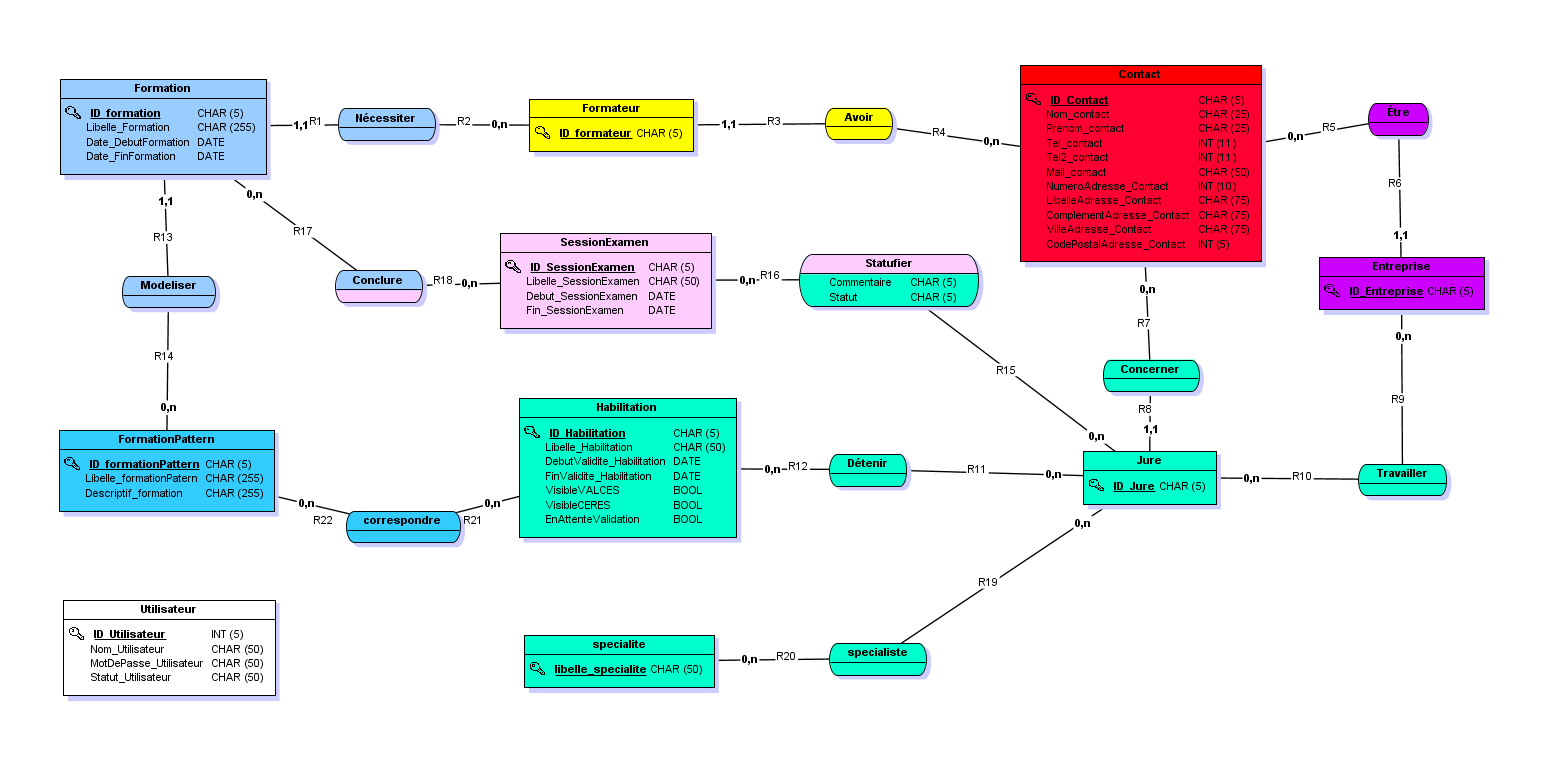 Formation
ID_formation CHAR (5)
Libelle_Formation CHAR (255)
Date_DebutFormation DATE
Date_FinFormation DATE
1,1 R1
Nécessiter
R2 0,n
Formateur
ID_formateur CHAR (5)
1,1 R3
Avoir
R4 0,n
Contact
ID_Contact CHAR (5)
Nom_contact CHAR (25)
Prenom_contact CHAR (25)
Tel_contact INT (11)
Tel2_contact INT (11)
Mail_contact CHAR (50)
NumeroAdresse_Contact INT (10)
LibelleAdresse_Contact CHAR (75)
ComplementAdresse_Contact CHAR (75)
VilleAdresse_Contact CHAR (75)
CodePostalAdresse_Contact INT (5)
0,n R5
Être
R6
1,1
Entreprise
ID_Entreprise CHAR (5)
1,1
R13
Modeliser
R14
0,n
0,n
R17
Conclure
R18 0,n
SessionExamen
ID_SessionExamen CHAR (5)
Libelle_SessionExamen CHAR (50)
Debut_SessionExamen DATE
Fin_SessionExamen DATE
0,n R16
Statufier
Commentaire CHAR (5)
Statut CHAR (5)
R15
0,n
0,n
R7
Concerner
R8
1,1
0,n
R9
FormationPattern
ID_formationPattern CHAR (5)
Libelle_formationPatern CHAR (255)
Descriptif_formation CHAR (255)
0,n
R22
correspondre
0,n
R21
Habilitation
ID_Habilitation CHAR (5)
Libelle_Habilitation CHAR (50)
DebutValidite_Habilitation DATE
FinValidite_Habilitation DATE
VisibleVALCES BOOL
VisibleCERES BOOL
EnAttenteValidation BOOL
0,n R12
Détenir
R11 0,n
Jure
ID_Jure CHAR (5)
0,n R10
Travailler
0,n
R19
Utilisateur
ID_Utilisateur INT (5)
Nom_Utilisateur CHAR (50)
MotDePasse_Utilisateur CHAR (50)
Statut_Utilisateur CHAR (50)
specialite
libelle_specialite CHAR (50)
0,n R20
specialiste